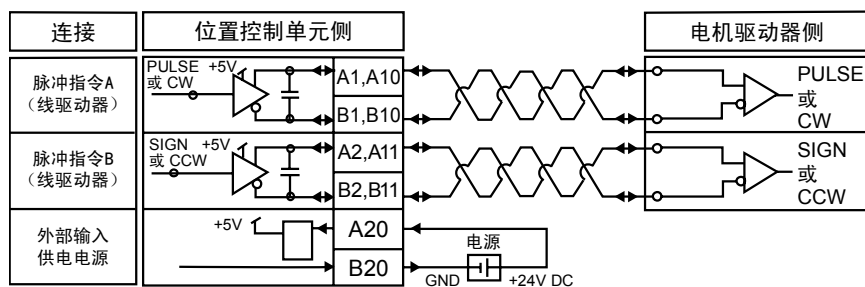 连接
位置控制单元侧
电机驱动器侧
脉冲指令A
（线驱动器）
PULSE +5V
或 CW
A1,A10
B1,B10
PULSE
或
CW
脉冲指令B
（线驱动器）
SIGN +5V
或 CCW
A2,A11
B2,B11
SIGN
或
CCW
外部输入
供电电源
+5V
A20
B20
电源
GND
+24V DC